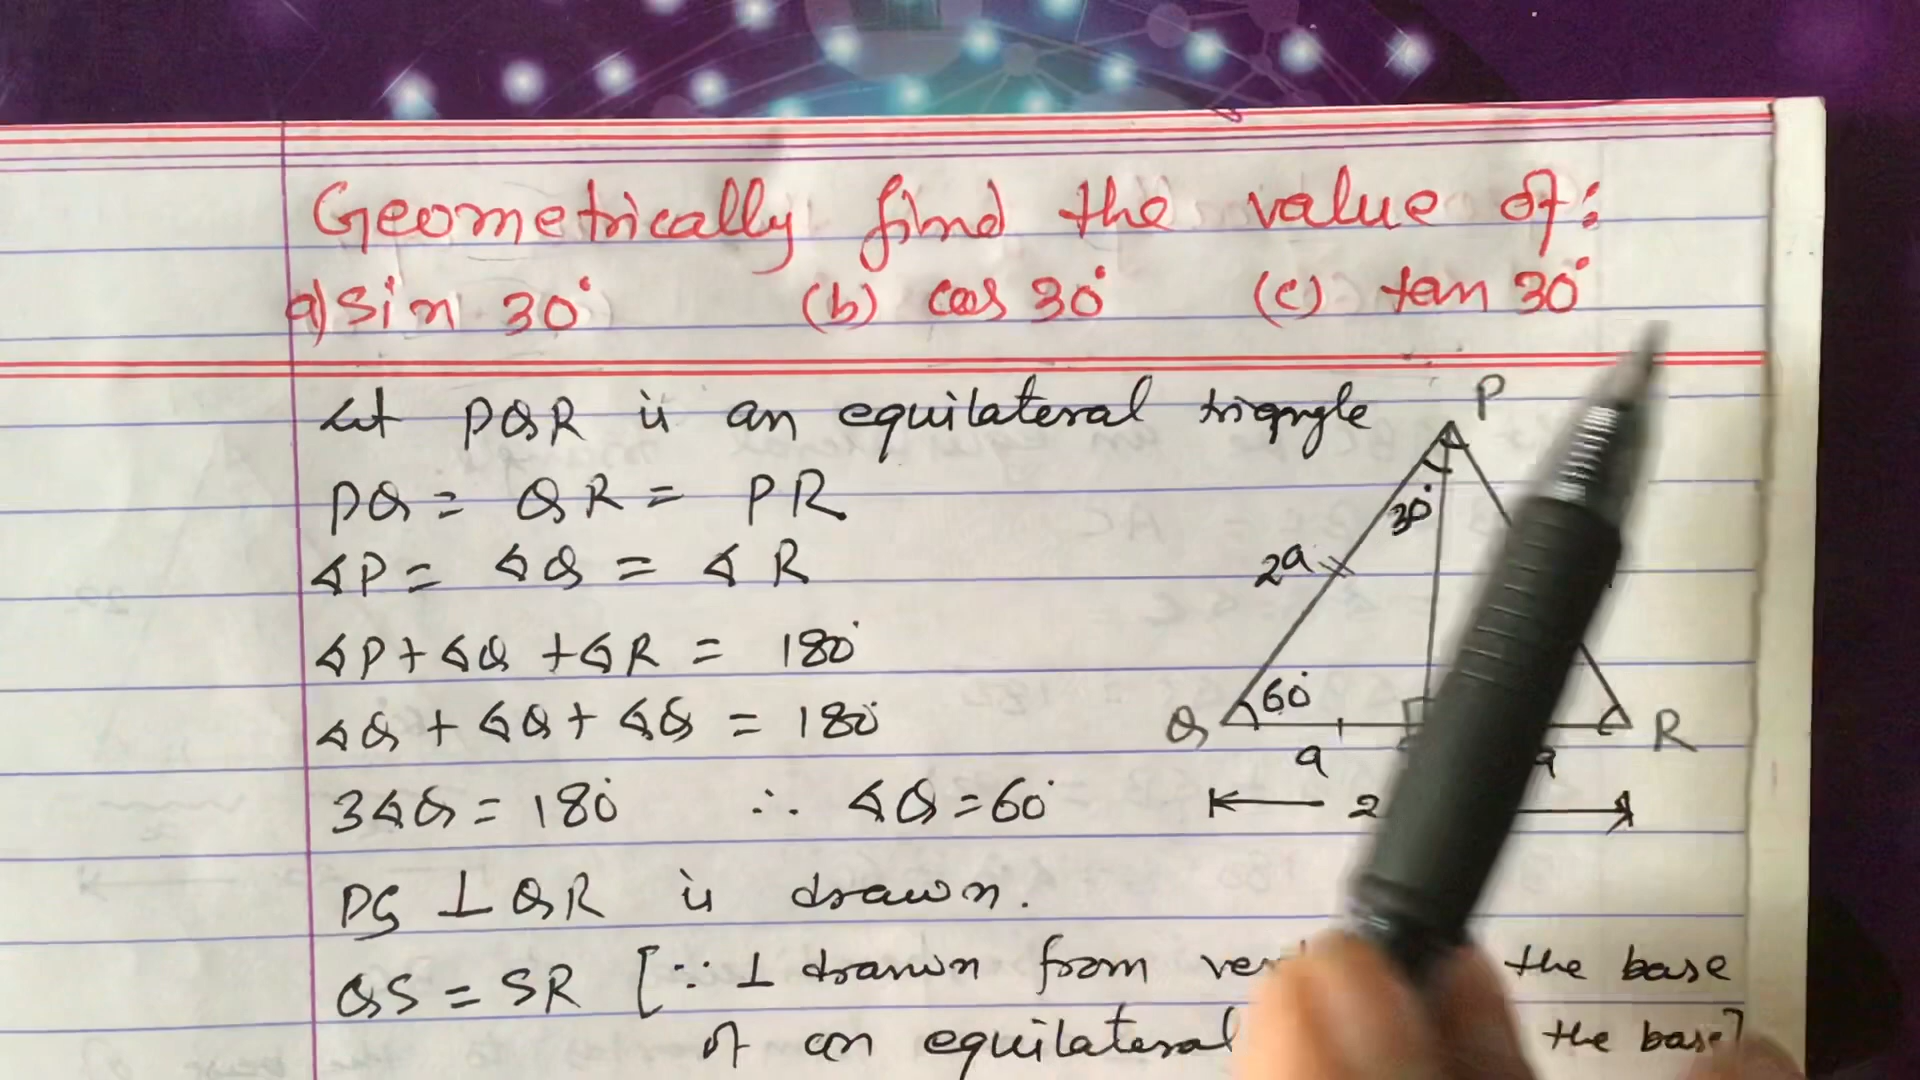 Geometrically find the value of:
a) sin 30° (b) cos 30° (c) tan 30°
Let PQR is an equilateral triangle
PQ = QR = PR
∢P = ∢Q = ∢R
∢P + ∢Q + ∢R = 180°
∢Q + ∢Q + ∢Q = 180°
3∢Q = 180° ∴ ∢Q = 60°
PS ⊥ QR is drawn.
QS = SR [∵ ⊥ drawn from the base
of an equilateral the base]
P
30°
2a
60°
Q R
a a
2